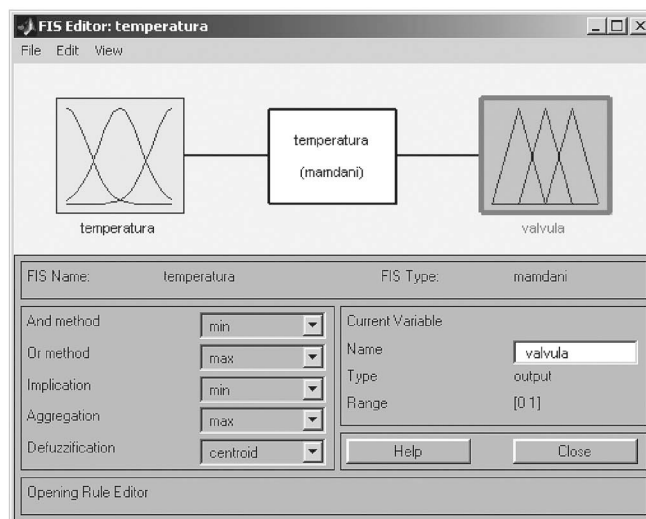 FIS Editor: temperatura
File Edit View
temperatura
(mamdani)
temperatura
valvula
FIS Name: temperatura FIS Type: mamdani
And method min
Or method max
Implication min
Aggregation max
Defuzzification centroid
Current Variable
Name valvula
Type output
Range [0 1]
Help Close
Opening Rule Editor